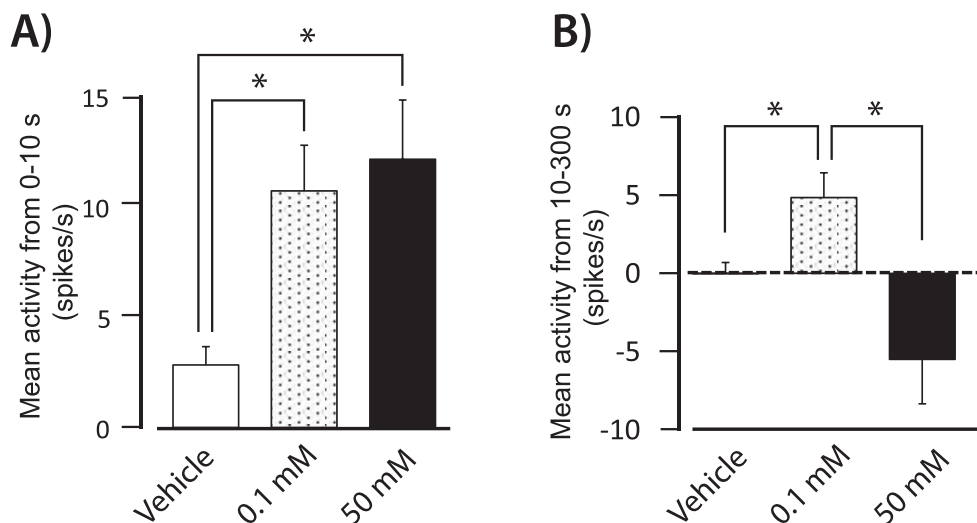 A)
*
*
Mean activity from 0-10 s
(spikes/s)
15
10
5
0
Vehicle
0.1 mM
50 mM
B)
*
*
Mean activity from 10-300 s
(spikes/s)
10
5
0
-5
-10
Vehicle
0.1 mM
50 mM